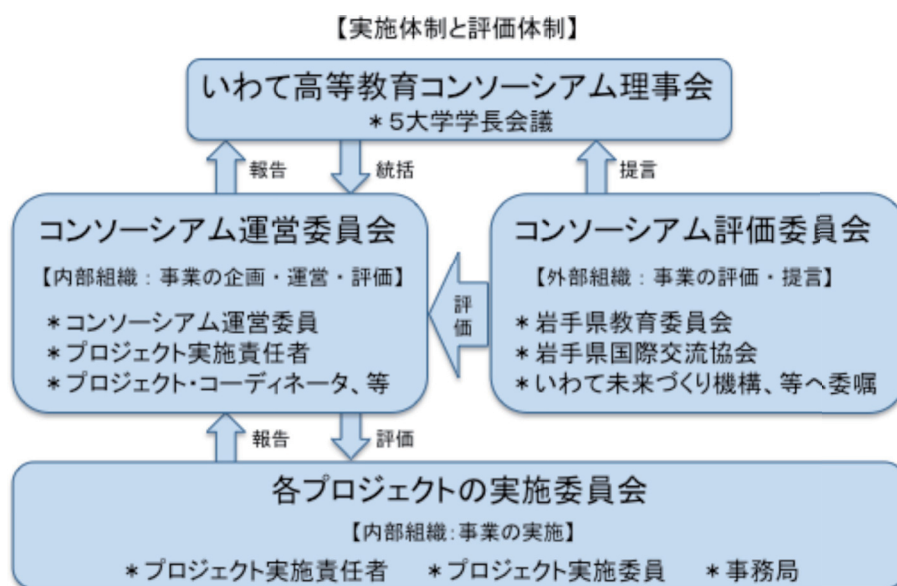 【実施体制と評価体制】
いわて高等教育コンソーシアム理事会
＊５大学学長会議
報告
統括
提言
コンソーシアム運営委員会
【内部組織：事業の企画・運営・評価】
＊コンソーシアム運営委員
＊プロジェクト実施責任者
＊プロジェクト・コーディネータ、等
評価
コンソーシアム評価委員会
【外部組織：事業の評価・提言】
＊岩手県教育委員会
＊岩手県国際交流協会
＊いわて未来づくり機構、等へ委嘱
報告
評価
各プロジェクトの実施委員会
【内部組織：事業の実施】
＊プロジェクト実施責任者　＊プロジェクト実施委員　＊事務局